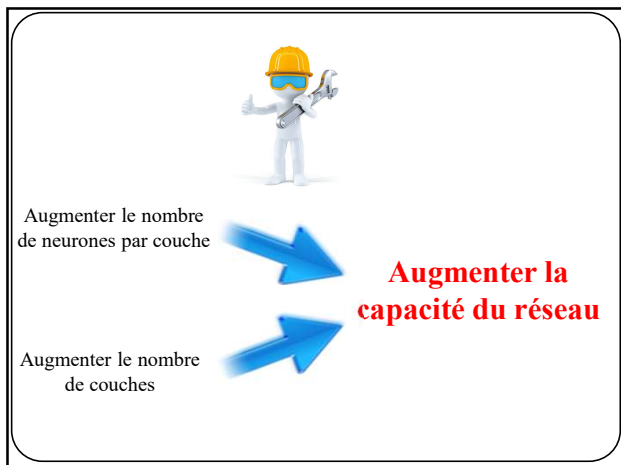 Augmenter le nombre
de neurones par couche
Augmenter la
capacité du réseau
Augmenter le nombre
de couches